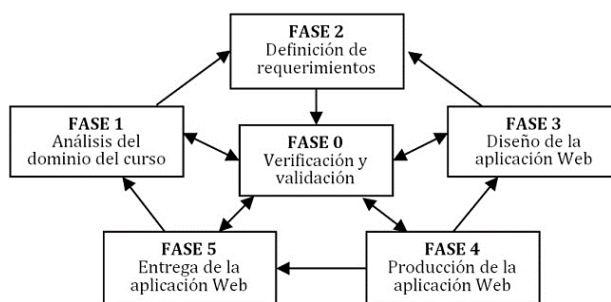 FASE 2
Definición de
requerimientos
FASE 1
Análisis del
dominio del curso
FASE 0
Verificación y
validación
FASE 3
Diseño de la
aplicación Web
FASE 5
Entrega de la
aplicación Web
FASE 4
Producción de la
aplicación Web